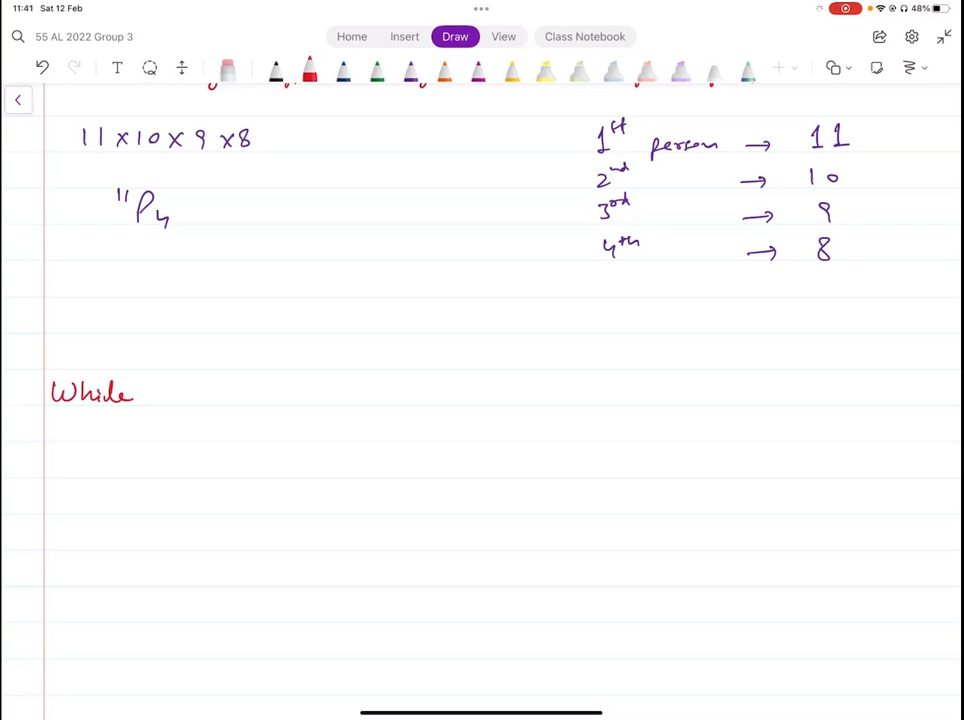 11:41 Sat 12 Feb
48%
55 AL 2022 Group 3
Home Insert Draw View Class Notebook
11 x 10 x 9 x 8
1st person → 11
2nd → 10
¹¹P₄
3rd → 9
4th → 8
While